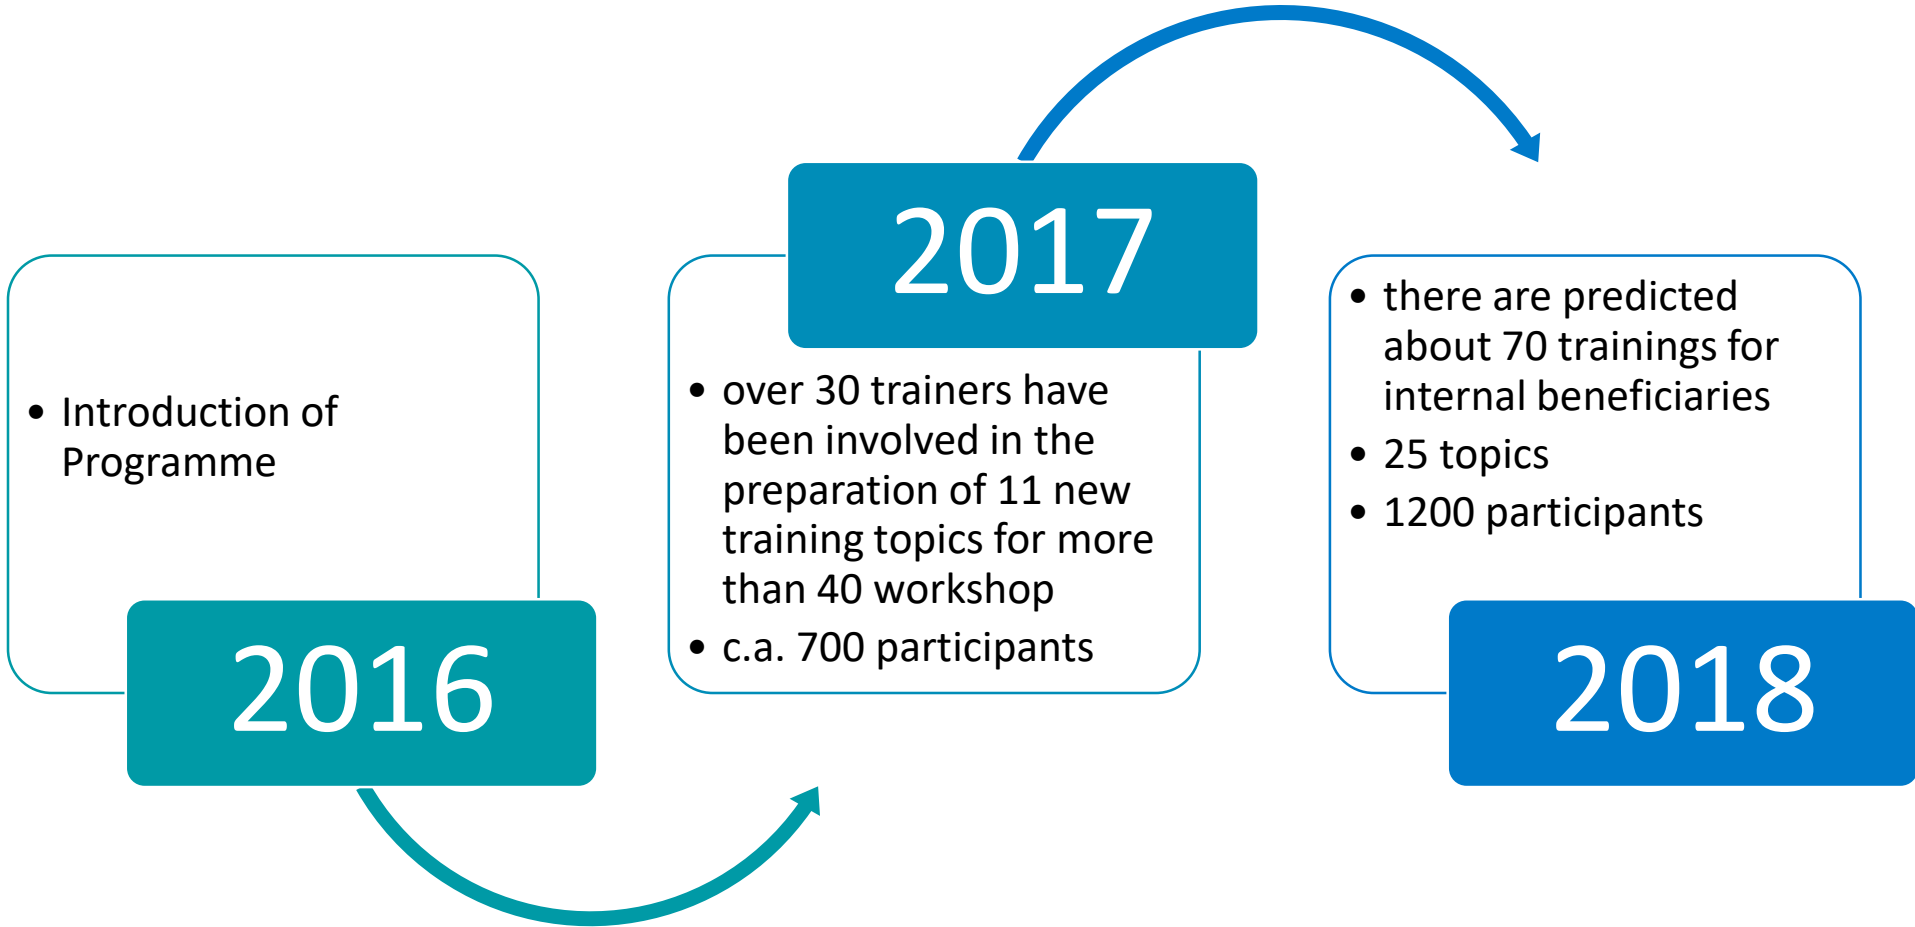 • Introduction of
Programme
2016
2017
• over 30 trainers have
been involved in the
preparation of 11 new
training topics for more
than 40 workshop
• c.a. 700 participants
• there are predicted
about 70 trainings for
internal beneficiaries
• 25 topics
• 1200 participants
2018